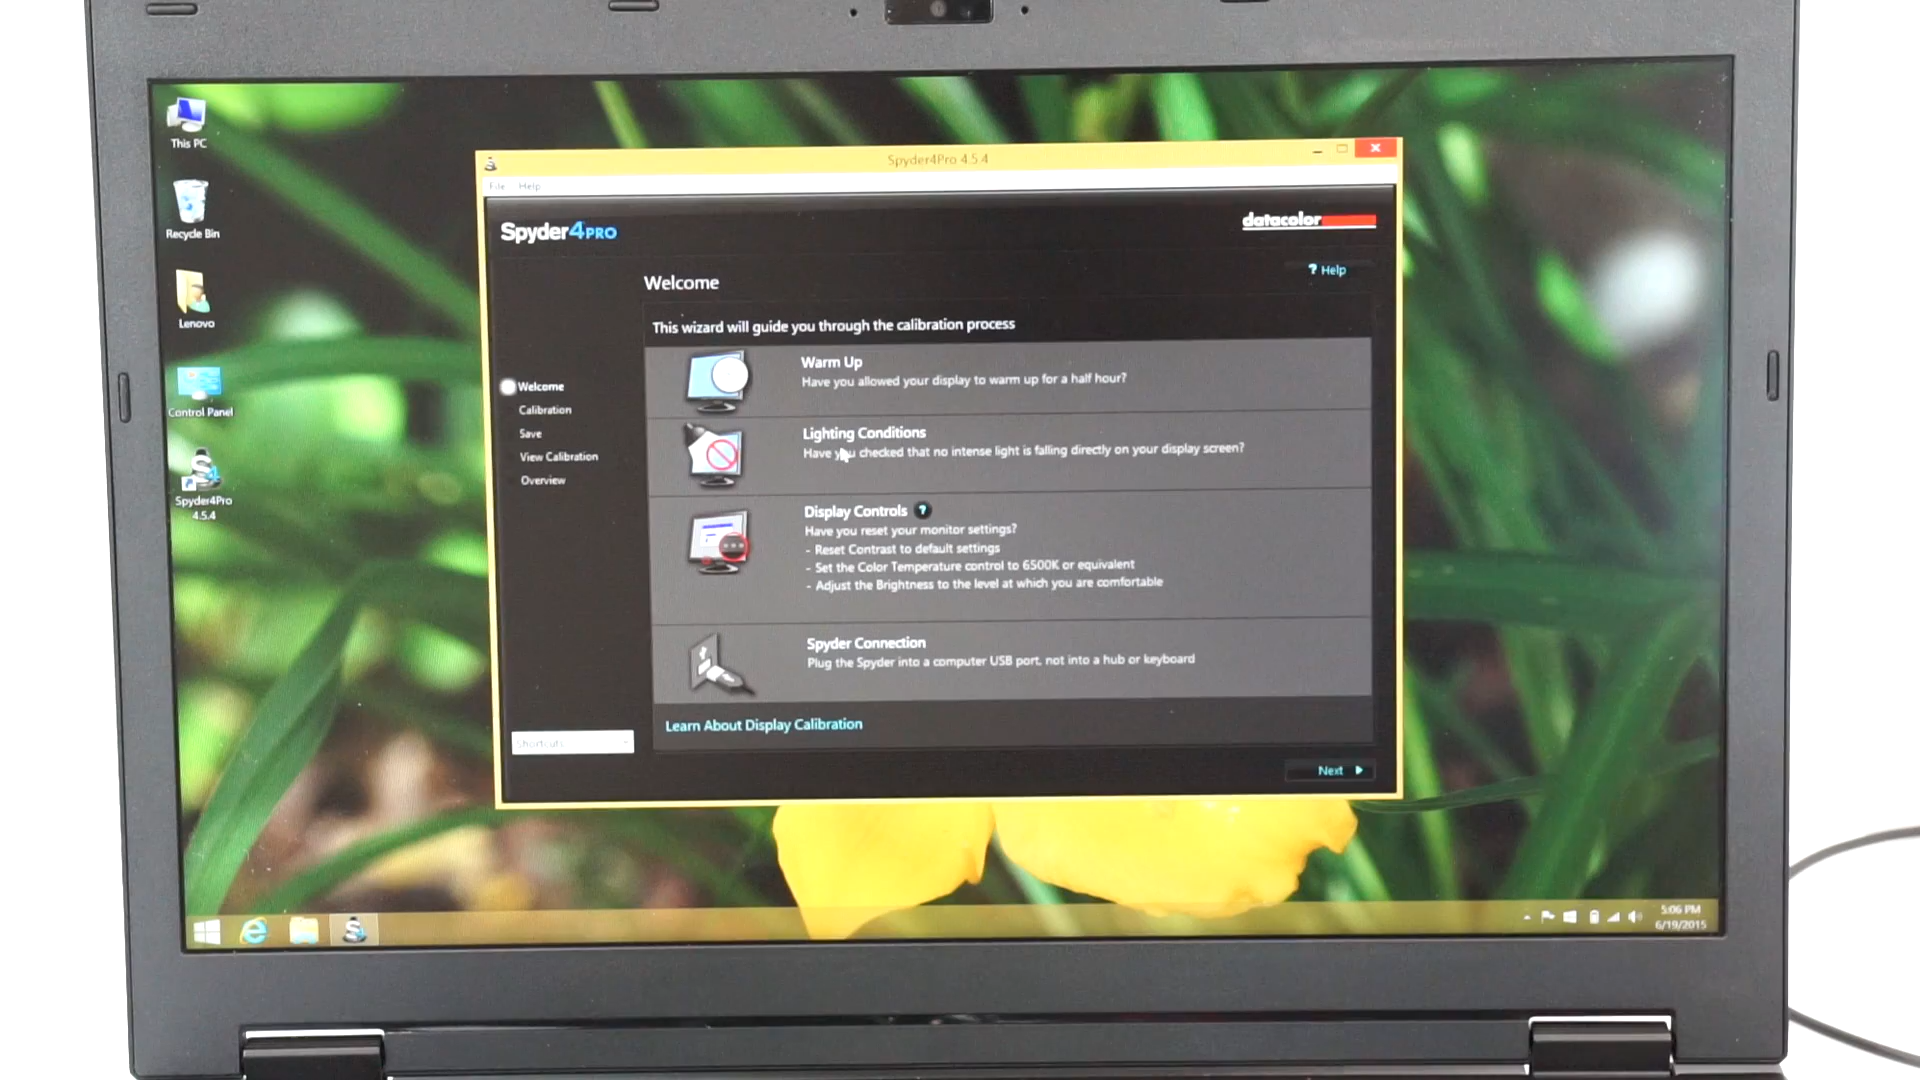 This PC
Recycle Bin
Lenovo
Control Panel
Spyder4Pro
4.5.4
Spyder4Pro 4.5.4
File Help
Spyder4PRO
datacolor
? Help
Welcome
This wizard will guide you through the calibration process
Welcome
Calibration
Save
View Calibration
Overview
Warm Up
Have you allowed your display to warm up for a half hour?
Lighting Conditions
Have you checked that no intense light is falling directly on your display screen?
Display Controls ?
Have you reset your monitor settings?
- Reset Contrast to default settings
- Set the Color Temperature control to 6500K or equivalent
- Adjust the Brightness to the level at which you are comfortable
Spyder Connection
Plug the Spyder into a computer USB port, not into a hub or keyboard
Learn About Display Calibration
Shortcuts
Next
5:06 PM
6/19/2015